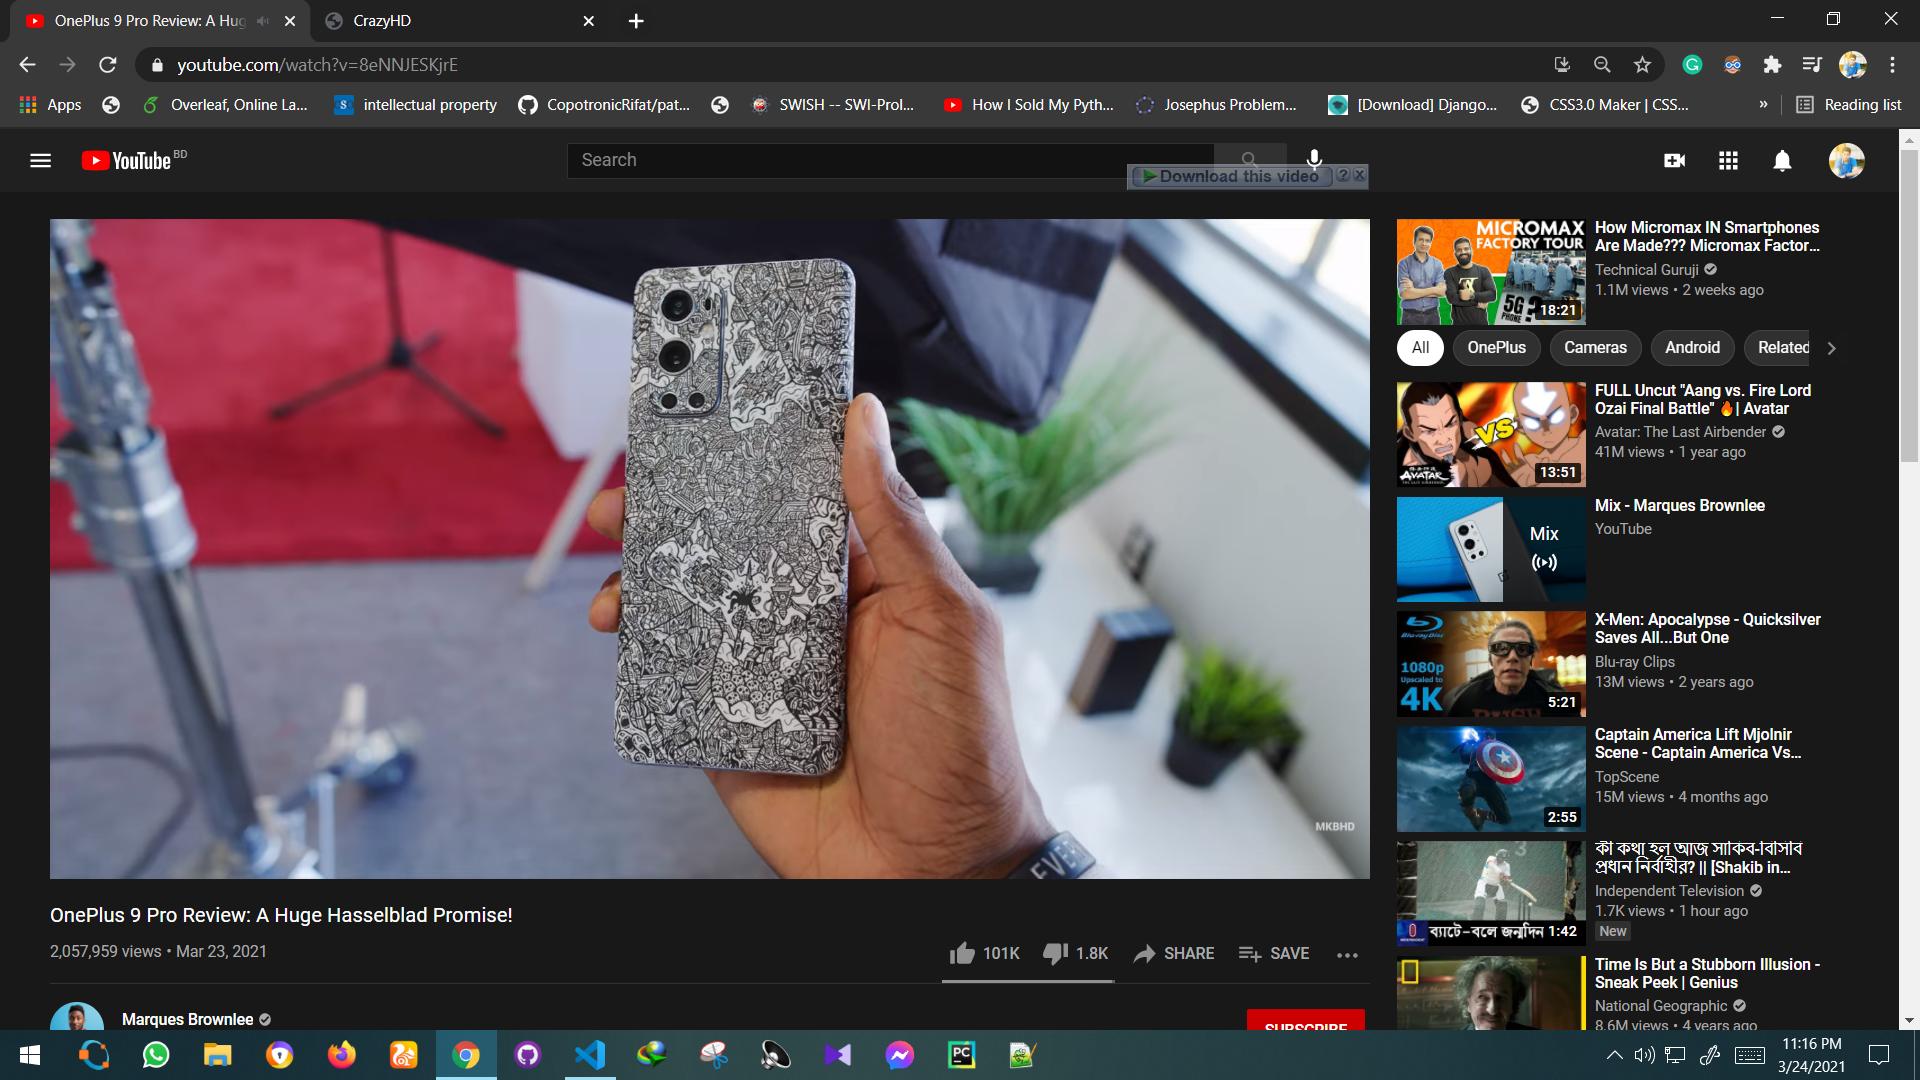 OnePlus 9 Pro Review: A Hug
CrazyHD
youtube.com/watch?v=8eNNJESKjrE
Apps
Overleaf, Online La...
intellectual property
CopotronicRifat/pat...
SWISH -- SWI-Prol...
How I Sold My Pyth...
Josephus Problem...
[Download] Django...
CSS3.0 Maker | CSS...
»
Reading list
YouTube BD
Search
Download this video
MKBHD
OnePlus 9 Pro Review: A Huge Hasselblad Promise!
2,057,959 views • Mar 23, 2021
101K
1.8K
SHARE
SAVE
Marques Brownlee
SUBSCRIBE
MICROMAX
FACTORY TOUR
5G ?
PHONE
18:21
How Micromax IN Smartphones
Are Made??? Micromax Factor...
Technical Guruji
1.1M views • 2 weeks ago
All
OnePlus
Cameras
Android
Related
VS
AVATAR
13:51
FULL Uncut "Aang vs. Fire Lord
Ozai Final Battle" 🔥| Avatar
Avatar: The Last Airbender
41M views • 1 year ago
Mix
Mix - Marques Brownlee
YouTube
Blu-ray Disc
1080p
Upscaled to
4K
5:21
X-Men: Apocalypse - Quicksilver
Saves All...But One
Blu-ray Clips
13M views • 2 years ago
2:55
Captain America Lift Mjolnir
Scene - Captain America Vs...
TopScene
15M views • 4 months ago
ব্যাটে-বলে জন্মদিন
1:42
কী কথা হল আজ সাকিব-বিসিবি
প্রধান নির্বাহীর? || [Shakib in...
Independent Television
1.7K views • 1 hour ago
New
Time Is But a Stubborn Illusion -
Sneak Peek | Genius
National Geographic
8.6M views • 4 years ago
11:16 PM
3/24/2021